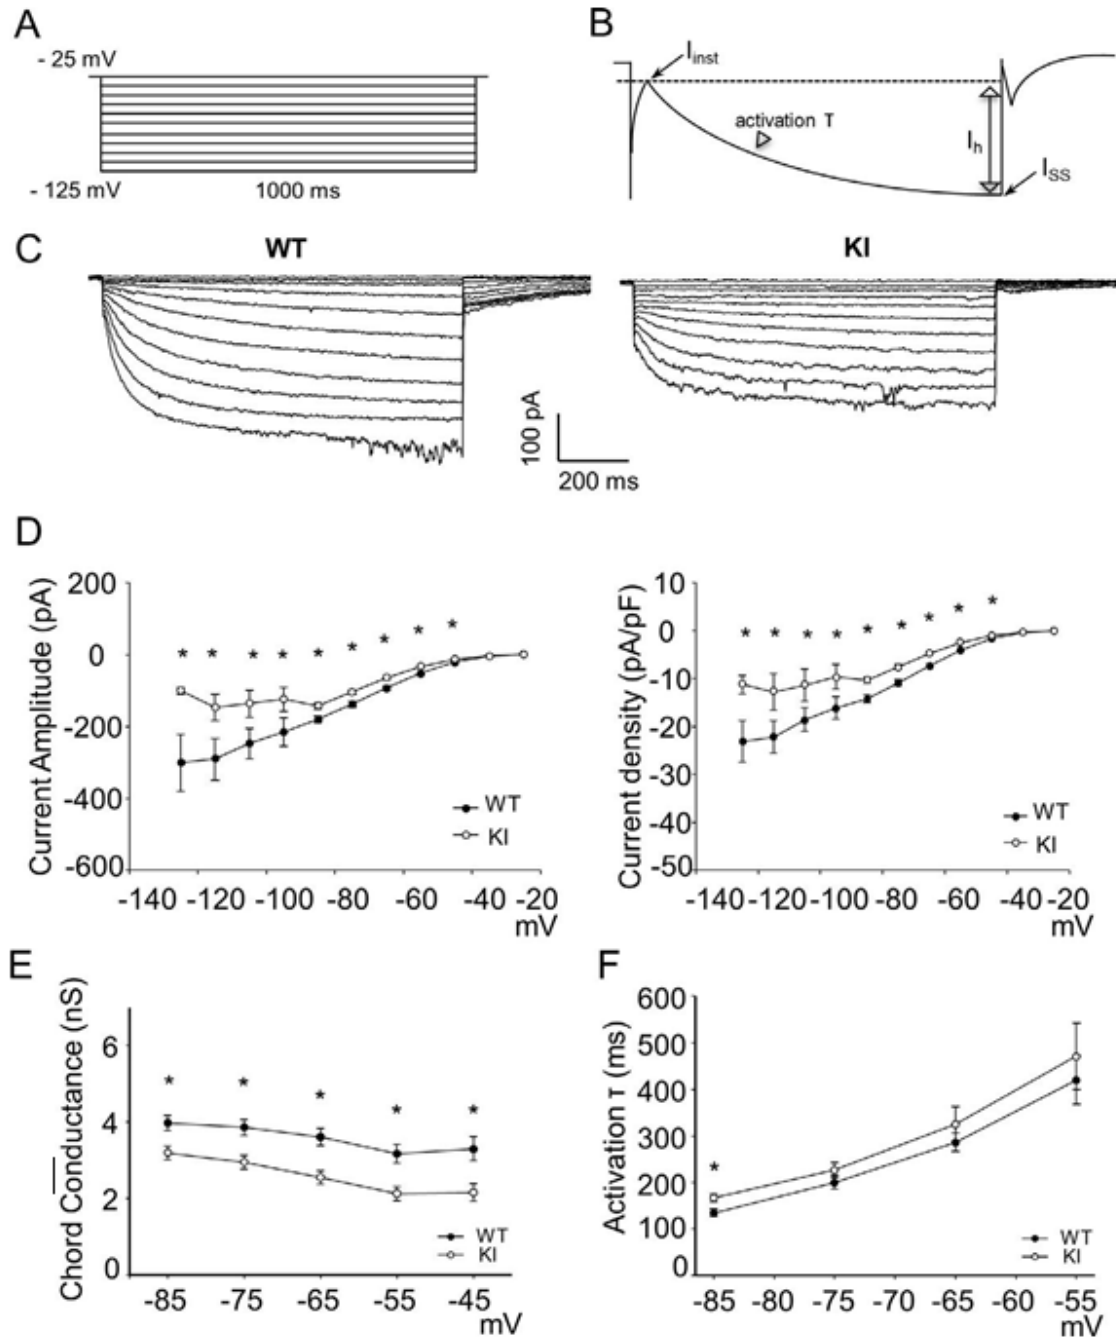 A
- 25 mV
- 125 mV
1000 ms
B
I_inst
activation τ
I_h
I_SS
C
WT
KI
100 pA
200 ms
D
Current Amplitude (pA)
200
0
-200
-400
-600
* * * * * * * * *
WT
KI
-140 -120 -100 -80 -60 -40 -20
mV
Current density (pA/pF)
10
0
-10
-20
-30
-40
-50
* * * * * * * * *
WT
KI
-140 -120 -100 -80 -60 -40 -20
mV
E
Chord Conductance (nS)
6
4
2
0
* * * * *
WT
KI
-85 -75 -65 -55 -45
mV
F
Activation τ (ms)
600
500
400
300
200
100
0
*
WT
KI
-85 -80 -75 -70 -65 -60 -55
mV